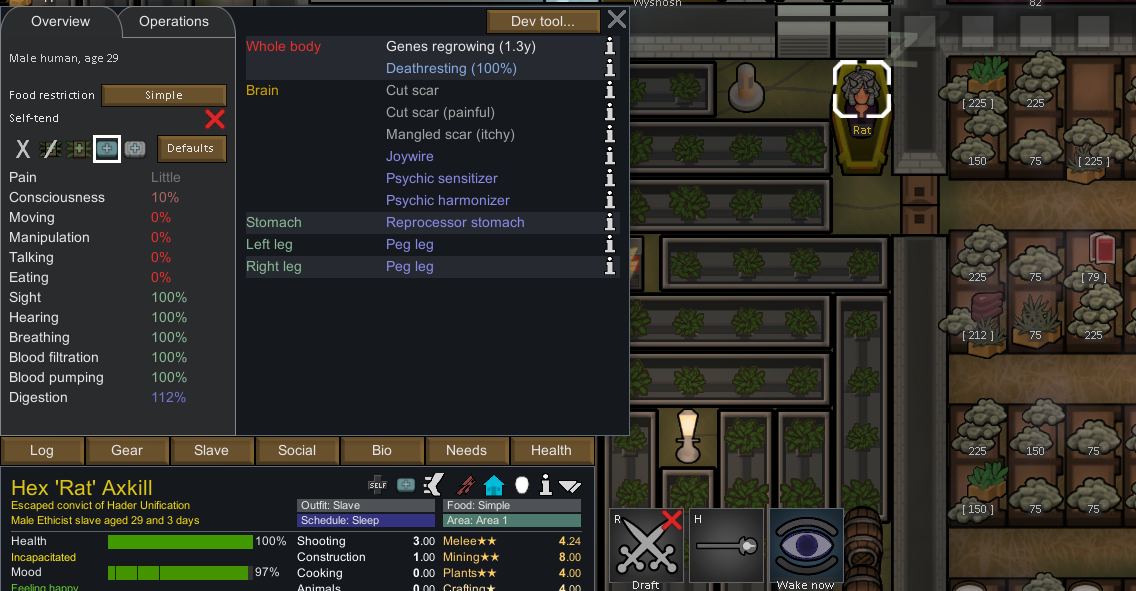 Wyshosh
82
Overview
Operations
Dev tool...
Male human, age 29
Food restriction
Simple
Self-tend
Defaults
Pain Little
Consciousness 10%
Moving 0%
Manipulation 0%
Talking 0%
Eating 0%
Sight 100%
Hearing 100%
Breathing 100%
Blood filtration 100%
Blood pumping 100%
Digestion 112%
Whole body Genes regrowing (1.3y)
Deathresting (100%)
Brain Cut scar
Cut scar (painful)
Mangled scar (itchy)
Joywire
Psychic sensitizer
Psychic harmonizer
Stomach Reprocessor stomach
Left leg Peg leg
Right leg Peg leg
Z
Rat
[ 225 ] 225
150 75 [ 225 ]
225 75 [ 79 ]
[ 212 ] 75 225
225 150 75
[ 150 ] 75 75
Log Gear Slave Social Bio Needs Health
Hex 'Rat' Axkill
SELF
Escaped convict of Hader Unification
Male Ethicist slave aged 29 and 3 days
Outfit: Slave Food: Simple
Schedule: Sleep Area: Area 1
Health 100%
Incapacitated
Mood 97%
Feeling happy
Shooting 3.00 Melee★★ 4.24
Construction 1.00 Mining★★ 8.00
Cooking 0.00 Plants★★ 4.00
Animals 0.00 Crafting★ 4.00
R
Draft
H
Wake now